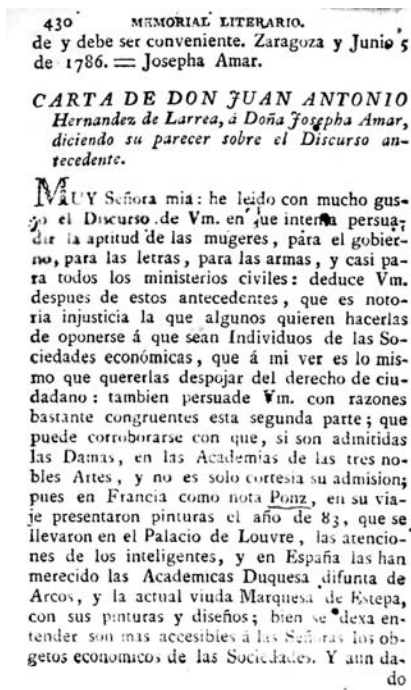 430 MEMORIAL LITERARIO.
de y debe ser conveniente. Zaragoza y Junio 5
de 1786. = Josepha Amar.
CARTA DE DON JUAN ANTONIO
Hernandez de Larrea, á Doña Josepha Amar,
diciendo su parecer sobre el Discurso an-
tecedente.
MUY Señora mia: he leido con mucho gus-
to el Discurso de Vm. en que intenta persua-
dir la aptitud de las mugeres, para el gobier-
no, para las letras, para las armas, y casi pa-
ra todos los ministerios civiles: deduce Vm.
despues de estos antecedentes, que es noto-
ria injusticia la que algunos quieren hacerlas
de oponerse á que sean Individuos de las So-
ciedades económicas, que á mi ver es lo mis-
mo que quererlas despojar del derecho de ciu-
dadano: tambien persuade Vm. con razones
bastante congruentes esta segunda parte; que
puede corroborarse con que, si son admitidas
las Damas, en las Academias de las tres no-
bles Artes, y no es solo cortesia su admision;
pues en Francia como nota Ponz, en su via-
je presentaron pinturas el año de 83, que se
llevaron en el Palacio de Louvre, las atencio-
nes de los inteligentes, y en España las han
merecido las Academicas Duquesa difunta de
Arcos, y la actual viuda Marquesa de Estepa,
con sus pinturas y diseños; bien se dexa en-
tender son mas accesibles á las Señoras los ob-
getos economicos de las Sociedades. Y aun da-
do